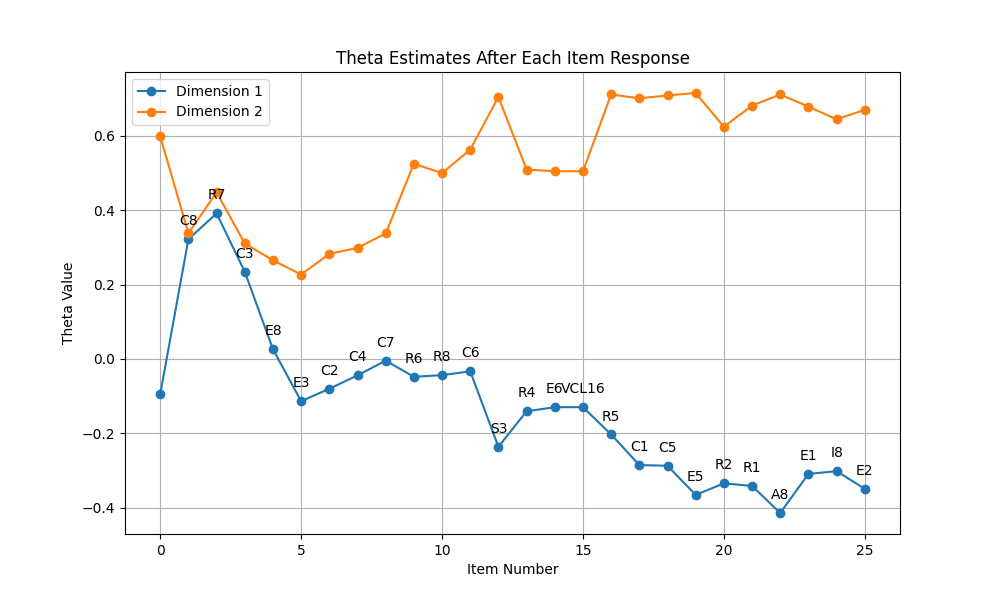 Theta Estimates After Each Item Response
Dimension 1
Dimension 2
Theta Value
0.6
0.4
0.2
0.0
−0.2
−0.4
C8
R7
C3
E8
E3
C2
C4
C7
R6
R8
C6
S3
R4
E6
VCL16
R5
C1
C5
E5
R2
R1
A8
E1
I8
E2
0
5
10
15
20
25
Item Number